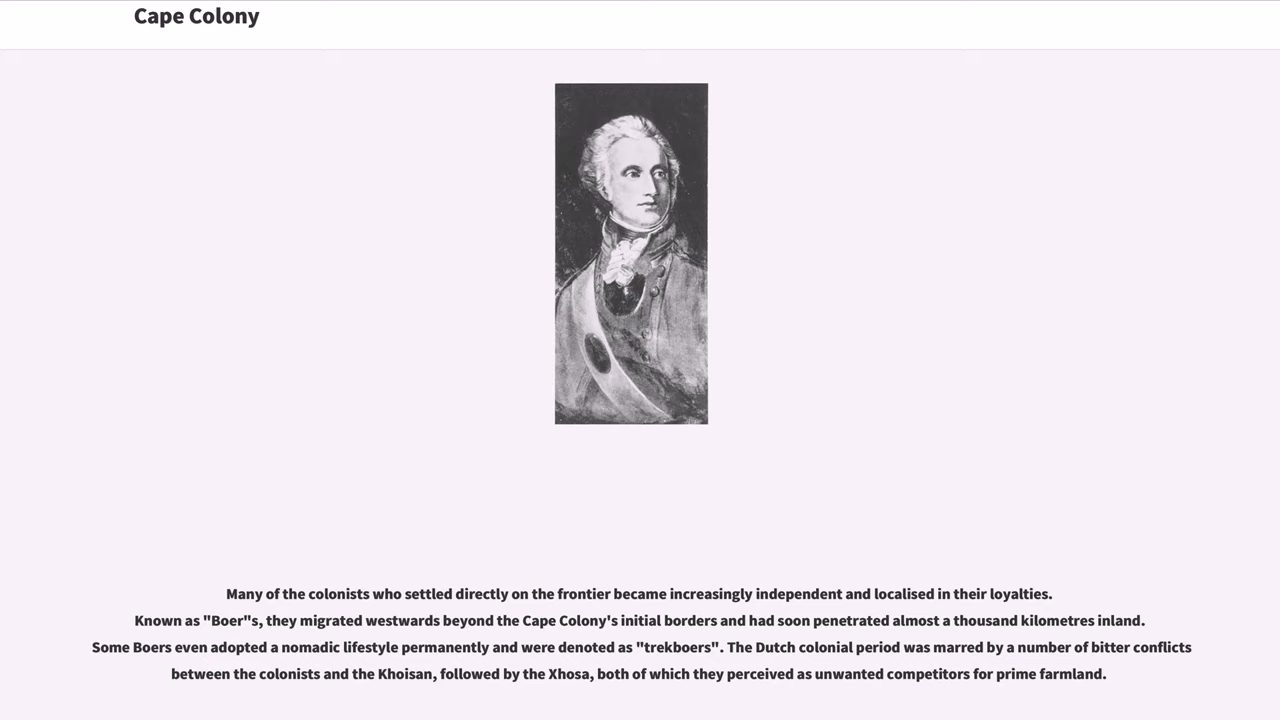 Cape Colony
Many of the colonists who settled directly on the frontier became increasingly independent and localised in their loyalties.
Known as "Boer"s, they migrated westwards beyond the Cape Colony's initial borders and had soon penetrated almost a thousand kilometres inland.
Some Boers even adopted a nomadic lifestyle permanently and were denoted as "trekboers". The Dutch colonial period was marred by a number of bitter conflicts
between the colonists and the Khoisan, followed by the Xhosa, both of which they perceived as unwanted competitors for prime farmland.